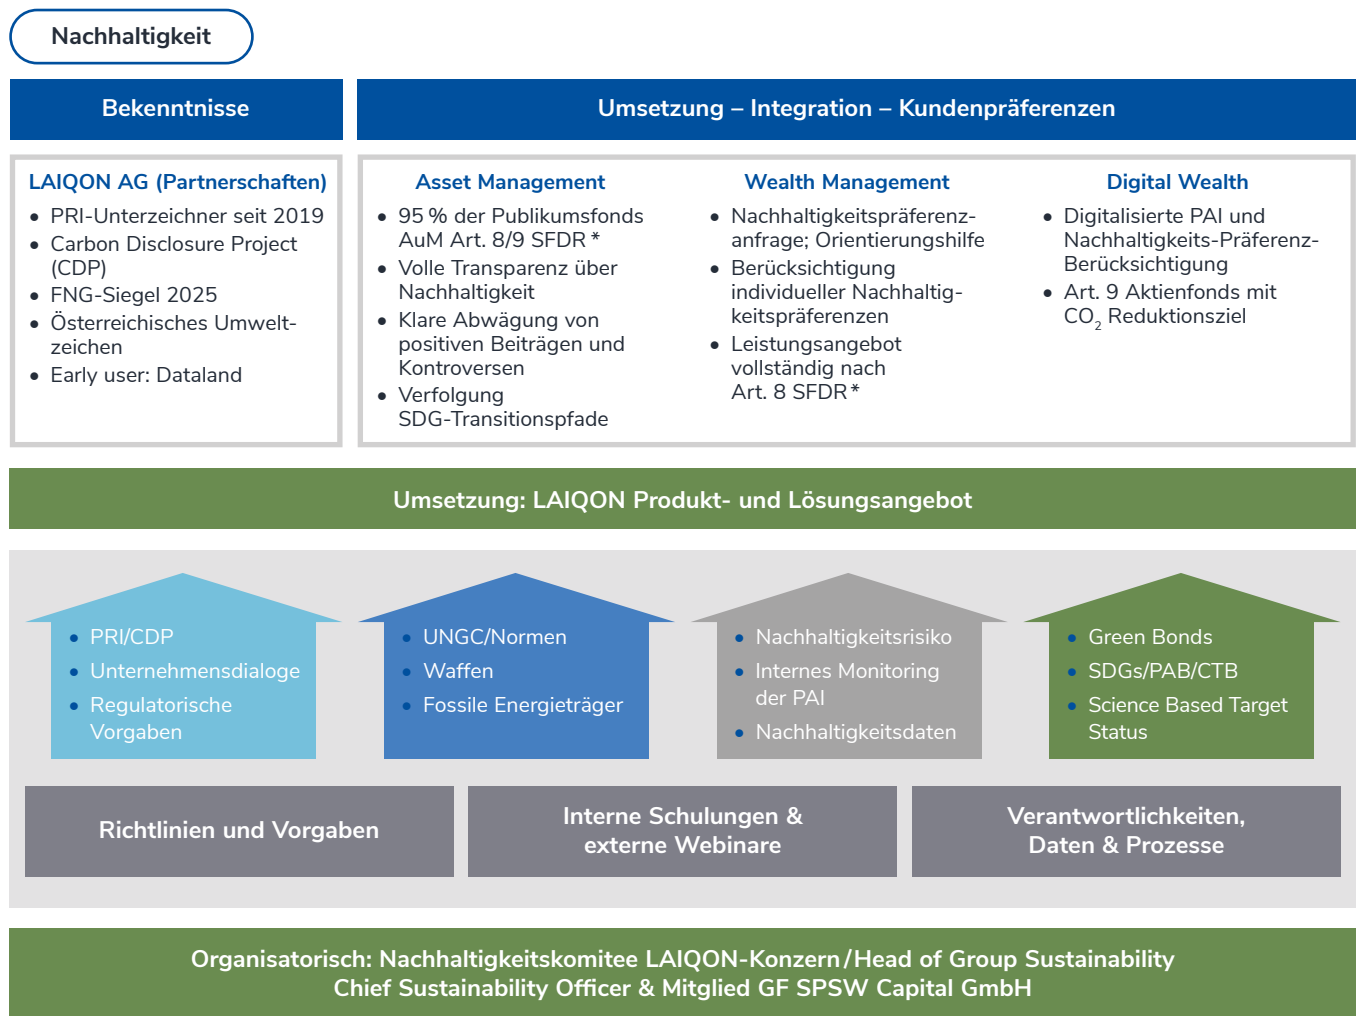 Nachhaltigkeit
Bekenntnisse
Umsetzung – Integration – Kundenpräferenzen
LAIQON AG (Partnerschaften)
• PRI-Unterzeichner seit 2019
• Carbon Disclosure Project
(CDP)
• FNG-Siegel 2025
• Österreichisches Umwelt-
zeichen
• Early user: Dataland
Asset Management
• 95 % der Publikumsfonds
AuM Art. 8/9 SFDR *
• Volle Transparenz über
Nachhaltigkeit
• Klare Abwägung von
positiven Beiträgen und
Kontroversen
• Verfolgung
SDG-Transitionspfade
Wealth Management
• Nachhaltigkeitspräferenz-
anfrage; Orientierungshilfe
• Berücksichtigung
individueller Nachhaltig-
keitspräferenzen
• Leistungsangebot
vollständig nach
Art. 8 SFDR *
Digital Wealth
• Digitalisierte PAI und
Nachhaltigkeits-Präferenz-
Berücksichtigung
• Art. 9 Aktienfonds mit
CO₂ Reduktionsziel
Umsetzung: LAIQON Produkt- und Lösungsangebot
• PRI/CDP
• Unternehmensdialoge
• Regulatorische
Vorgaben
• UNGC/Normen
• Waffen
• Fossile Energieträger
• Nachhaltigkeitsrisiko
• Internes Monitoring
der PAI
• Nachhaltigkeitsdaten
• Green Bonds
• SDGs/PAB/CTB
• Science Based Target
Status
Richtlinien und Vorgaben
Interne Schulungen &
externe Webinare
Verantwortlichkeiten,
Daten & Prozesse
Organisatorisch: Nachhaltigkeitskomitee LAIQON-Konzern/Head of Group Sustainability
Chief Sustainability Officer & Mitglied GF SPSW Capital GmbH